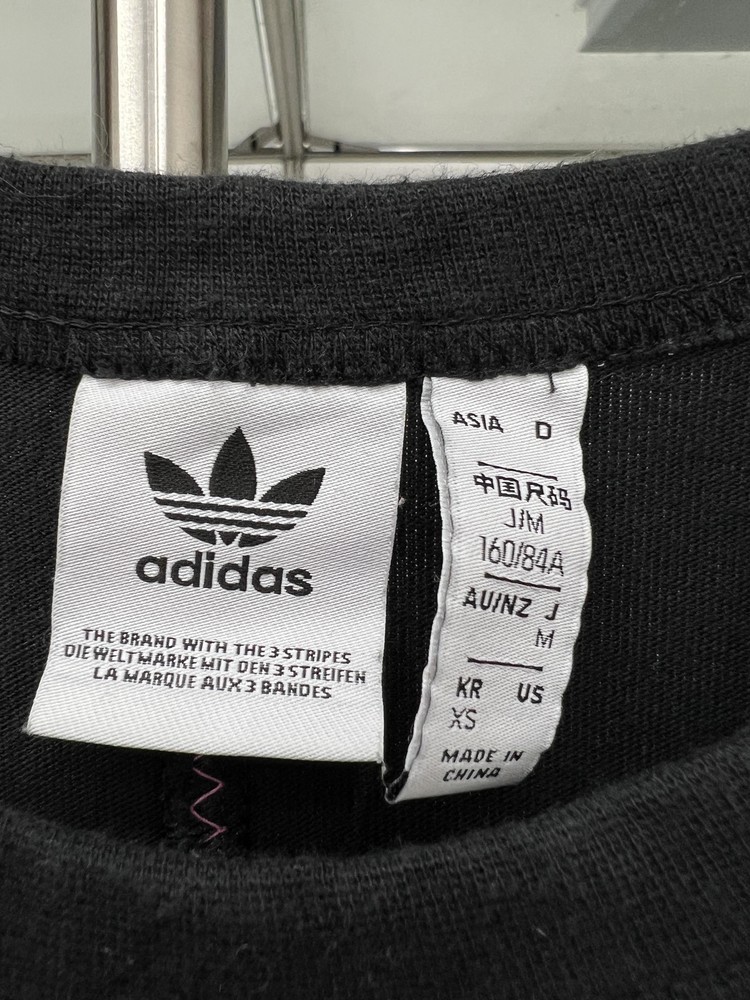 adidas
THE BRAND WITH THE 3 STRIPES
DIE WELTMARKE MIT DEN 3 STREIFEN
LA MARQUE AUX 3 BANDES
ASIA D
中国尺码
J/M
160/84A
AU/NZ J
M
KR US
XS
MADE IN
CHINA